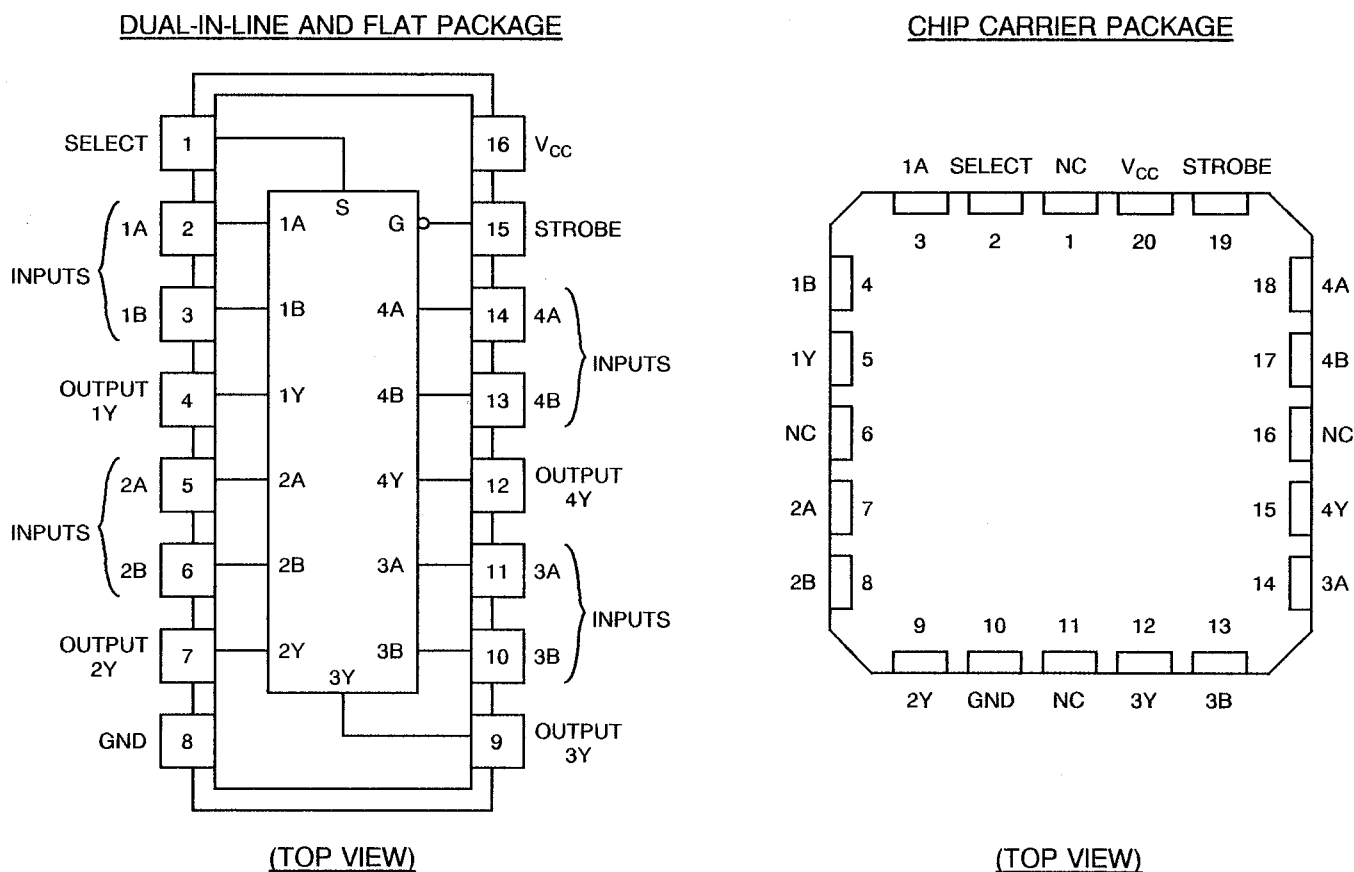 DUAL-IN-LINE AND FLAT PACKAGE
SELECT 1 16 VCC
S
1A 2 1A G 15 STROBE
INPUTS
1B 3 1B 4A 14 4A
INPUTS
OUTPUT 1Y 4 1Y 4B 13 4B
2A 5 2A 4Y 12 OUTPUT 4Y
INPUTS
2B 6 2B 3A 11 3A
INPUTS
OUTPUT 2Y 7 2Y 3B 10 3B
3Y
GND 8 9 OUTPUT 3Y
(TOP VIEW)
CHIP CARRIER PACKAGE
1A SELECT NC VCC STROBE
3 2 1 20 19
1B 4 18 4A
1Y 5 17 4B
NC 6 16 NC
2A 7 15 4Y
2B 8 14 3A
9 10 11 12 13
2Y GND NC 3Y 3B
(TOP VIEW)